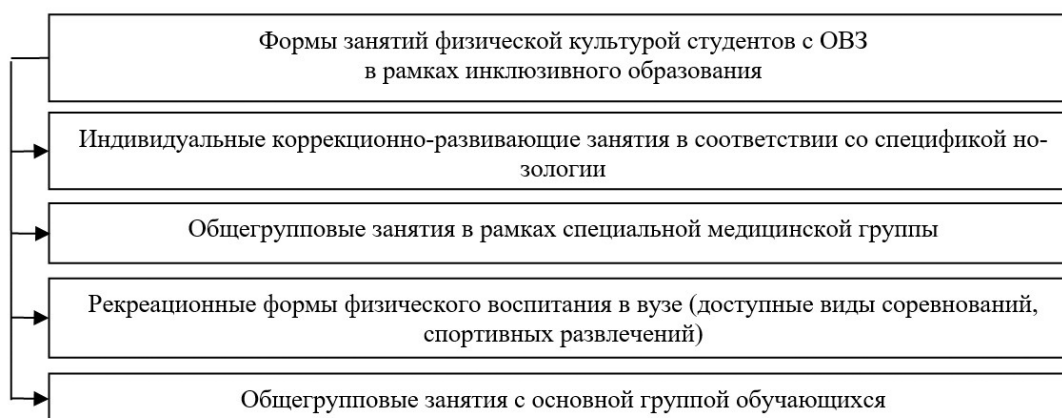 Формы занятий физической культурой студентов с ОВЗ
в рамках инклюзивного образования
Индивидуальные коррекционно-развивающие занятия в соответствии со спецификой но-
зологии
Общегрупповые занятия в рамках специальной медицинской группы
Рекреационные формы физического воспитания в вузе (доступные виды соревнований,
спортивных развлечений)
Общегрупповые занятия с основной группой обучающихся